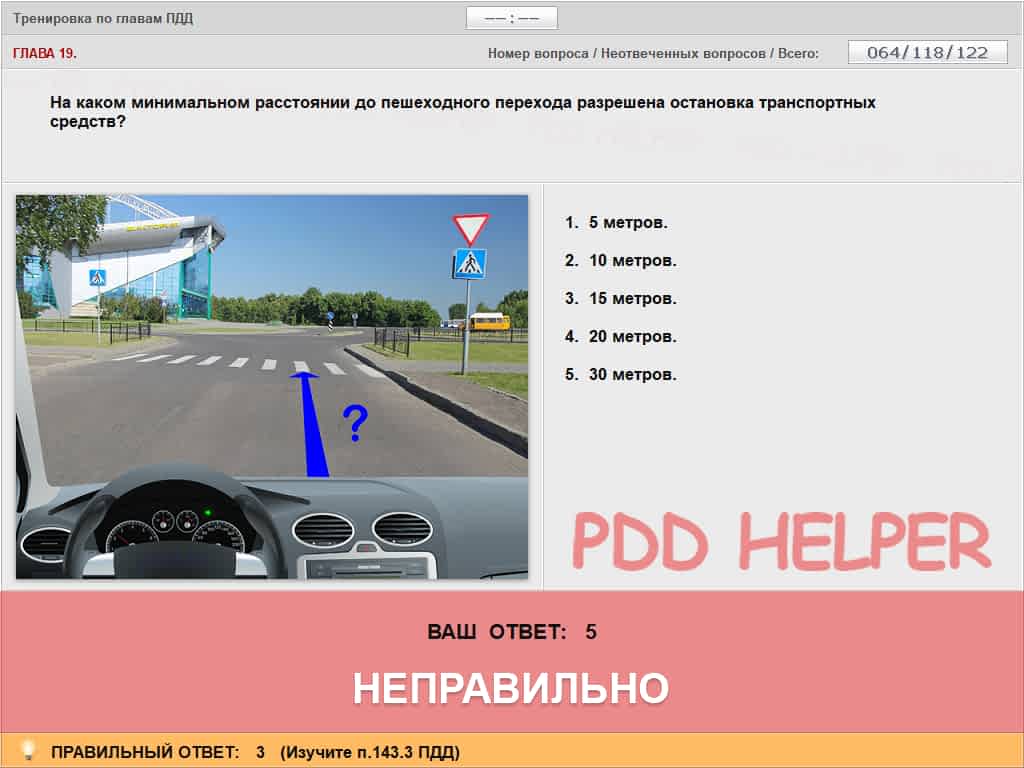 Тренировка по главам ПДД
—— : ——
ГЛАВА 19.
Номер вопроса / Неотвеченных вопросов / Всего:
064/118/122
На каком минимальном расстоянии до пешеходного перехода разрешена остановка транспортных
средств?
1. 5 метров.
2. 10 метров.
3. 15 метров.
4. 20 метров.
5. 30 метров.
ВИКТОРИЯ
?
PDD HELPER
ВАШ ОТВЕТ: 5
НЕПРАВИЛЬНО
ПРАВИЛЬНЫЙ ОТВЕТ: 3 (Изучите п.143.3 ПДД)